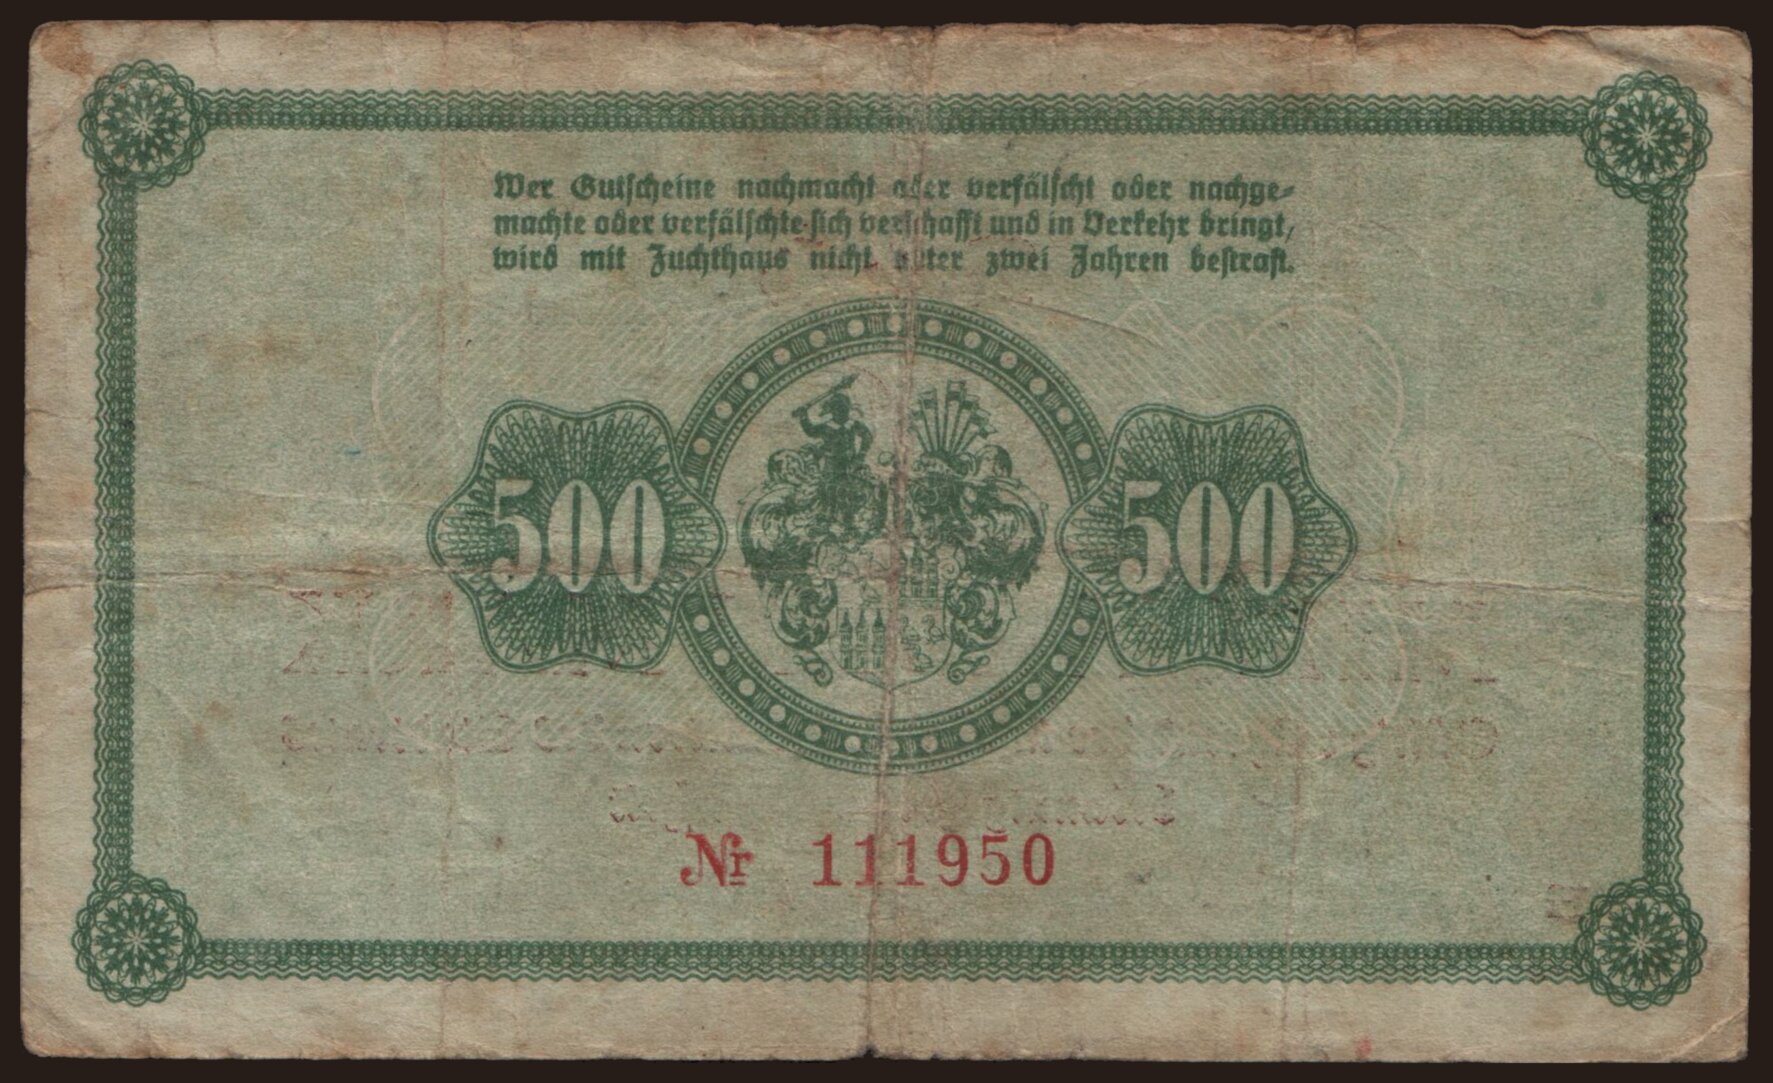 Wer Gutscheine nachmacht oder verfälscht oder nachge-
machte oder verfälschte sich verschafft und in Verkehr bringt,
wird mit Zuchthaus nicht unter zwei Jahren bestraft.
500 500
Nr 111950